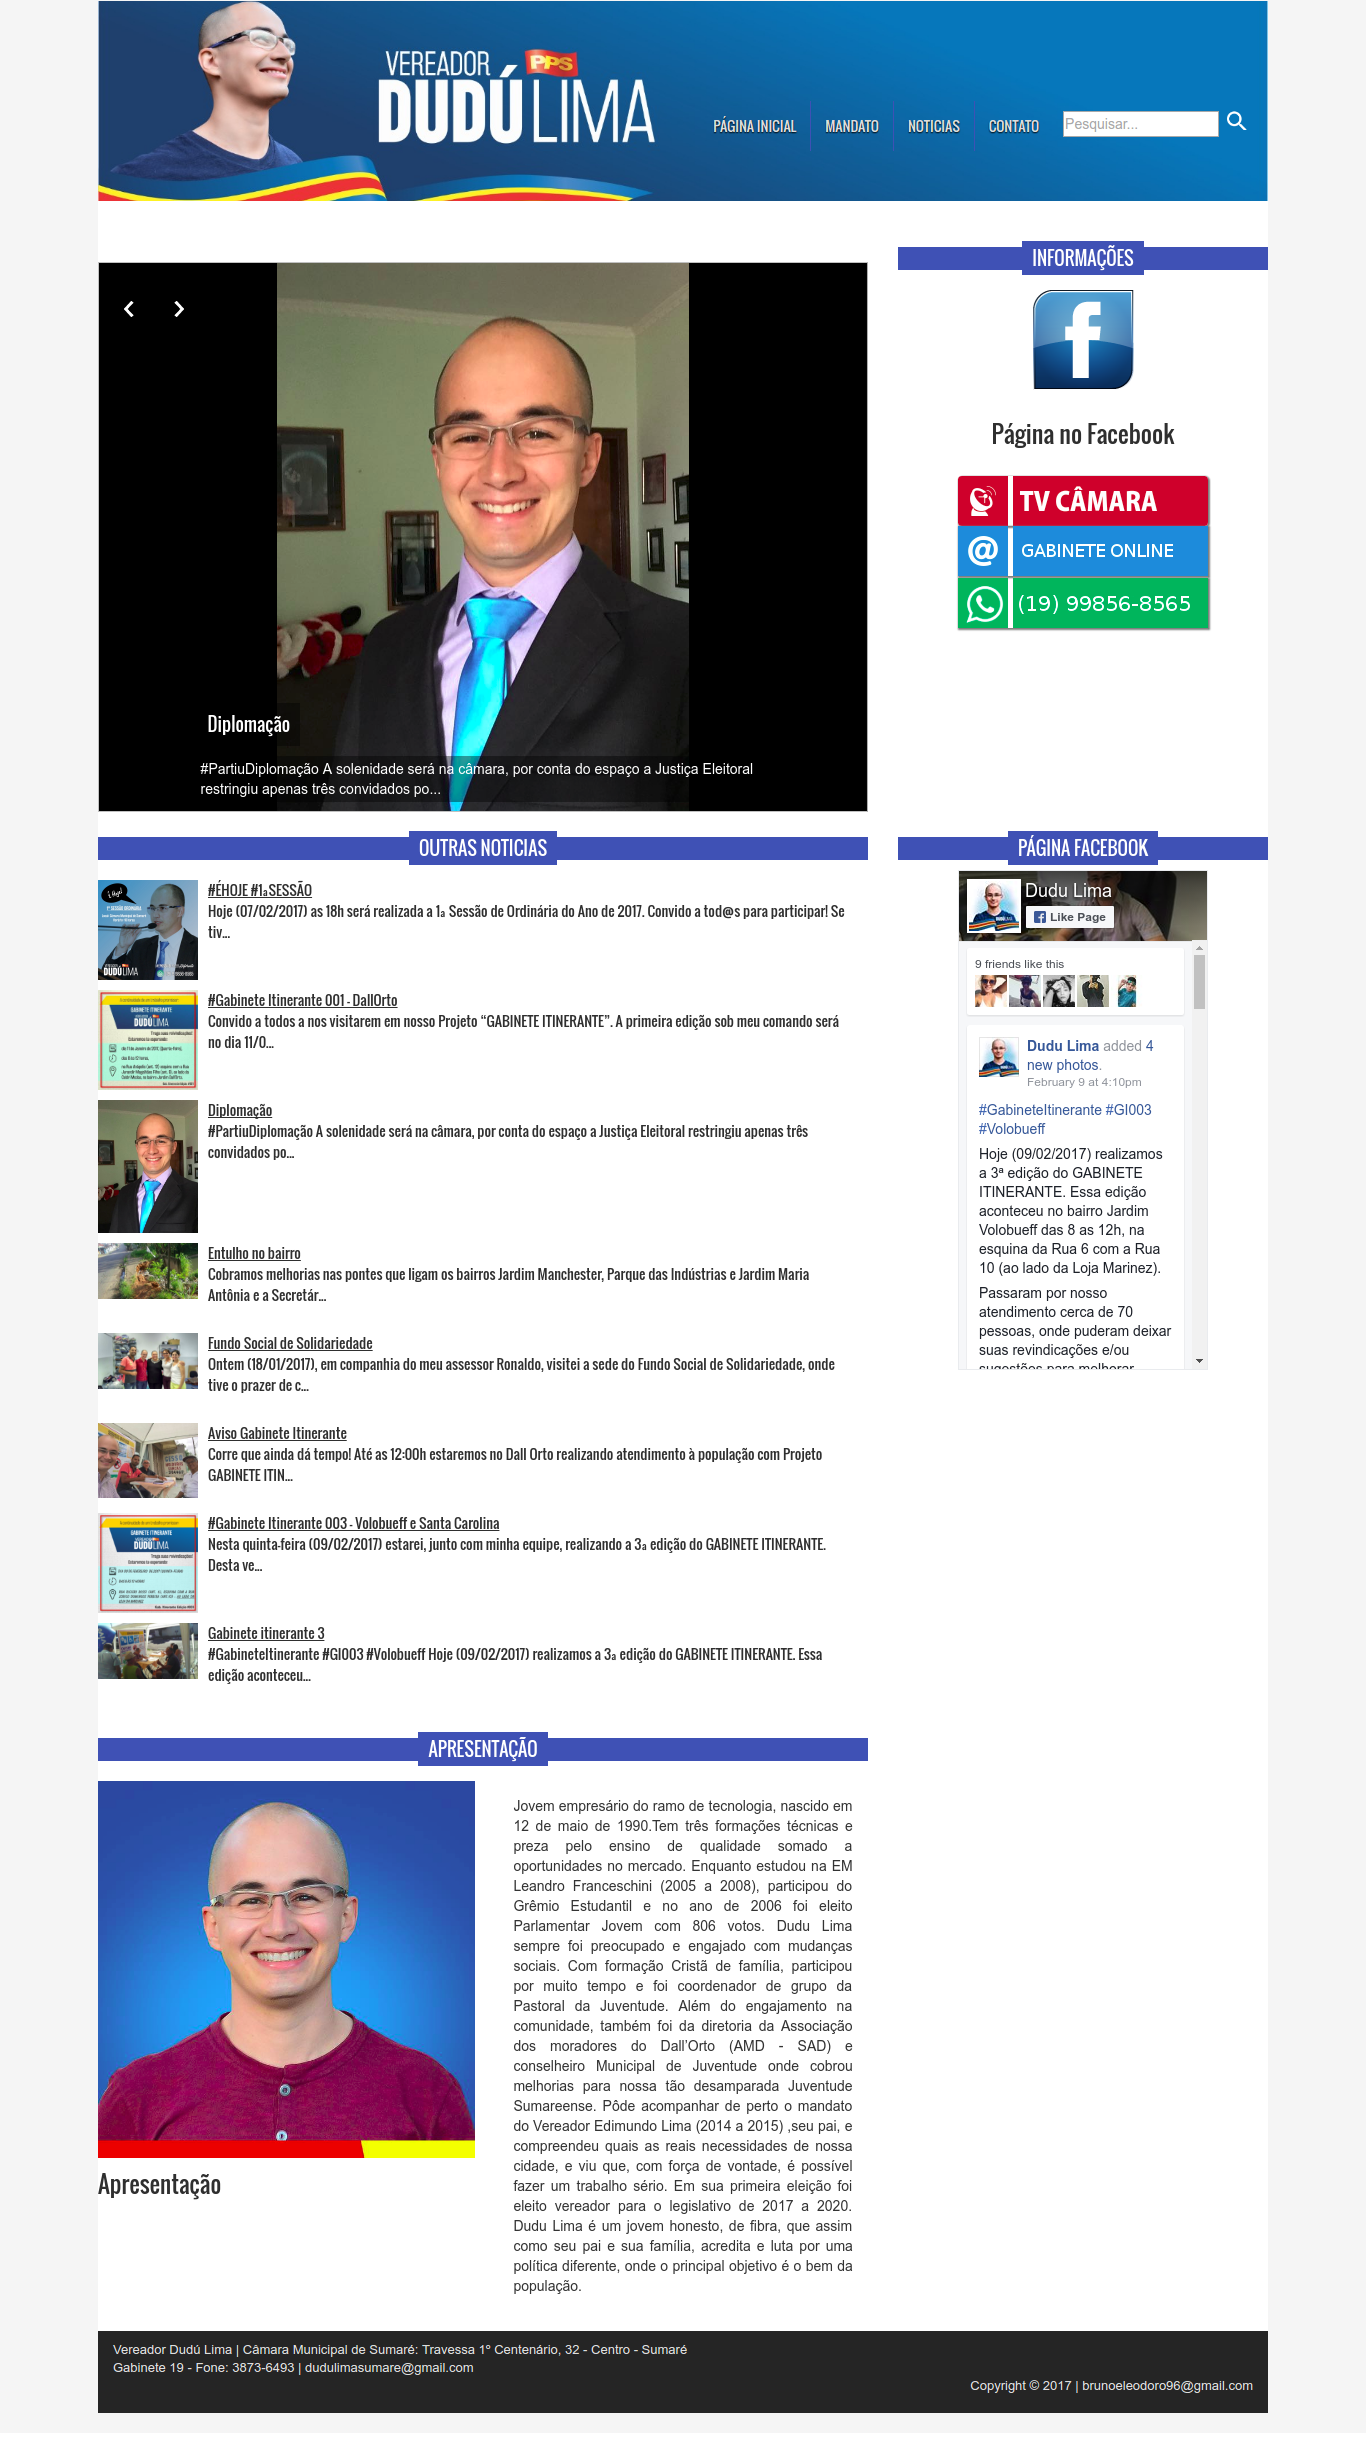 VEREADOR PPS
DUDÚ LIMA
PÁGINA INICIAL
MANDATO
NOTICIAS
CONTATO
Pesquisar...
INFORMAÇÕES
Página no Facebook
TV CÂMARA
GABINETE ONLINE
(19) 99856-8565
Diplomação
#PartiuDiplomação A solenidade será na câmara, por conta do espaço a Justiça Eleitoral
restringiu apenas três convidados po...
OUTRAS NOTICIAS
#ÉHOJE #1ªSESSÃO
Hoje (07/02/2017) as 18h será realizada a 1ª Sessão de Ordinária do Ano de 2017. Convido a tod@s para participar! Se
tiv...
#Gabinete Itinerante 001 - DallOrto
Convido a todos a nos visitarem em nosso Projeto “GABINETE ITINERANTE”. A primeira edição sob meu comando será
no dia 11/0...
Diplomação
#PartiuDiplomação A solenidade será na câmara, por conta do espaço a Justiça Eleitoral restringiu apenas três
convidados po...
Entulho no bairro
Cobramos melhorias nas pontes que ligam os bairros Jardim Manchester, Parque das Indústrias e Jardim Maria
Antônia e a Secretár...
Fundo Social de Solidariedade
Ontem (18/01/2017), em companhia do meu assessor Ronaldo, visitei a sede do Fundo Social de Solidariedade, onde
tive o prazer de c...
Aviso Gabinete Itinerante
Corre que ainda dá tempo! Até as 12:00h estaremos no Dall Orto realizando atendimento à população com Projeto
GABINETE ITIN...
#Gabinete Itinerante 003 - Volobueff e Santa Carolina
Nesta quinta-feira (09/02/2017) estarei, junto com minha equipe, realizando a 3ª edição do GABINETE ITINERANTE.
Desta ve...
Gabinete itinerante 3
#GabineteItinerante #GI003 #Volobueff Hoje (09/02/2017) realizamos a 3ª edição do GABINETE ITINERANTE. Essa
edição aconteceu...
PÁGINA FACEBOOK
Dudu Lima
Like Page
9 friends like this
Dudu Lima added 4
new photos.
February 9 at 4:10pm
#GabineteItinerante #GI003
#Volobueff
Hoje (09/02/2017) realizamos
a 3ª edição do GABINETE
ITINERANTE. Essa edição
aconteceu no bairro Jardim
Volobueff das 8 as 12h, na
esquina da Rua 6 com a Rua
10 (ao lado da Loja Marinez).
Passaram por nosso
atendimento cerca de 70
pessoas, onde puderam deixar
suas revindicações e/ou
sugestões para melhorar
APRESENTAÇÃO
Apresentação
Jovem empresário do ramo de tecnologia, nascido em
12 de maio de 1990.Tem três formações técnicas e
preza pelo ensino de qualidade somado a
oportunidades no mercado. Enquanto estudou na EM
Leandro Franceschini (2005 a 2008), participou do
Grêmio Estudantil e no ano de 2006 foi eleito
Parlamentar Jovem com 806 votos. Dudu Lima
sempre foi preocupado e engajado com mudanças
sociais. Com formação Cristã de família, participou
por muito tempo e foi coordenador de grupo da
Pastoral da Juventude. Além do engajamento na
comunidade, também foi da diretoria da Associação
dos moradores do Dall’Orto (AMD - SAD) e
conselheiro Municipal de Juventude onde cobrou
melhorias para nossa tão desamparada Juventude
Sumareense. Pôde acompanhar de perto o mandato
do Vereador Edimundo Lima (2014 a 2015) ,seu pai, e
compreendeu quais as reais necessidades de nossa
cidade, e viu que, com força de vontade, é possível
fazer um trabalho sério. Em sua primeira eleição foi
eleito vereador para o legislativo de 2017 a 2020.
Dudu Lima é um jovem honesto, de fibra, que assim
como seu pai e sua família, acredita e luta por uma
política diferente, onde o principal objetivo é o bem da
população.
Vereador Dudú Lima | Câmara Municipal de Sumaré: Travessa 1º Centenário, 32 - Centro - Sumaré
Gabinete 19 - Fone: 3873-6493 | dudulimasumare@gmail.com
Copyright © 2017 | brunoeleodoro96@gmail.com